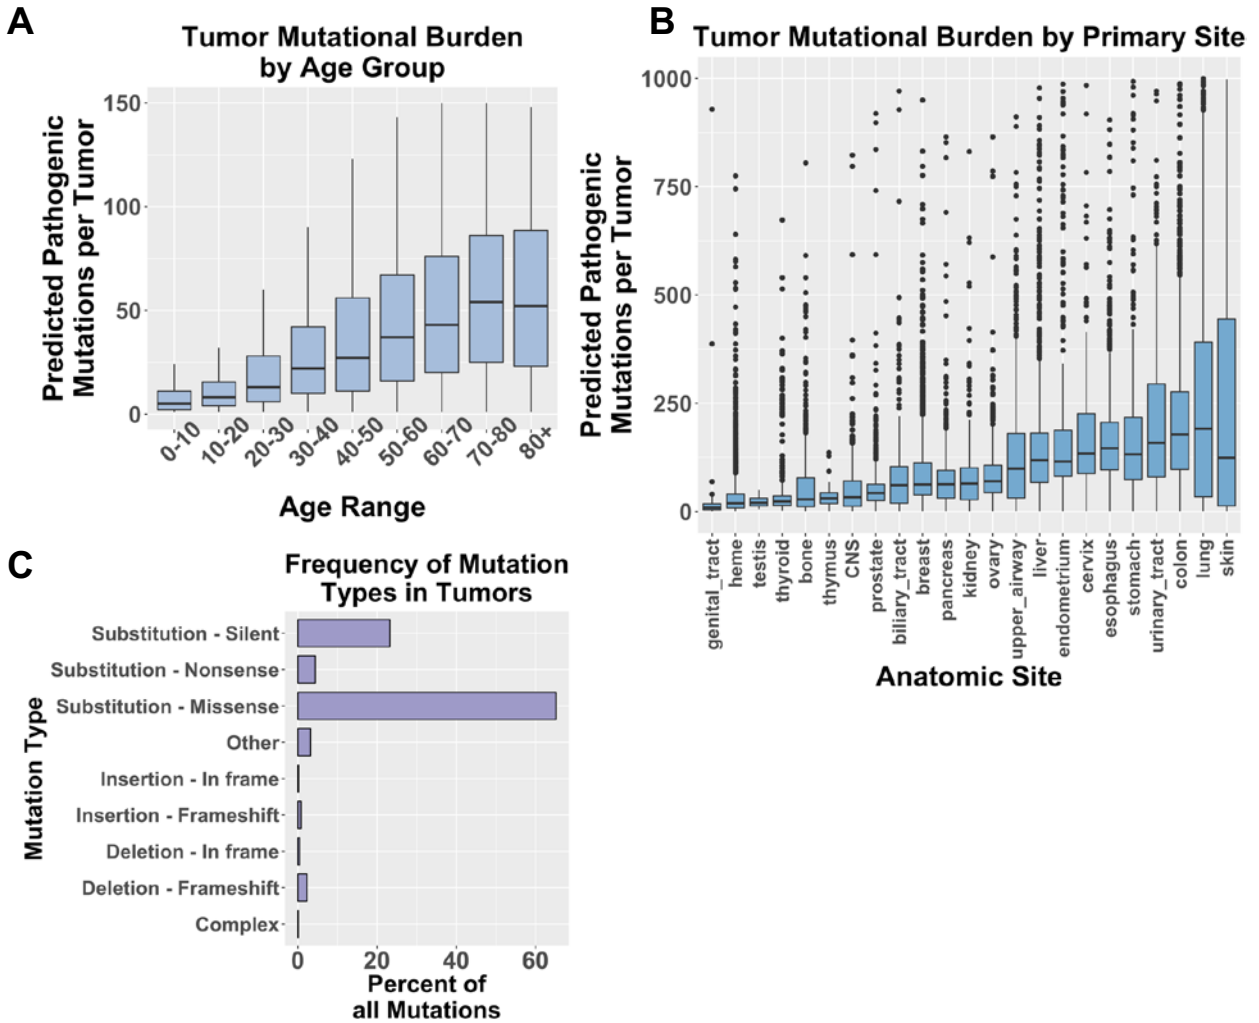 A
Tumor Mutational Burden
by Age Group
Predicted Pathogenic
Mutations per Tumor
150
100
50
0
0-10
10-20
20-30
30-40
40-50
50-60
60-70
70-80
80+
Age Range
B
Tumor Mutational Burden by Primary Site
Predicted Pathogenic
Mutations per Tumor
1000
750
500
250
0
genital_tract
heme
testis
thyroid
bone
thymus
CNS
prostate
biliary_tract
breast
pancreas
kidney
ovary
upper_airway
liver
endometrium
cervix
esophagus
stomach
urinary_tract
colon
lung
skin
Anatomic Site
C
Frequency of Mutation
Types in Tumors
Mutation Type
Substitution - Silent
Substitution - Nonsense
Substitution - Missense
Other
Insertion - In frame
Insertion - Frameshift
Deletion - In frame
Deletion - Frameshift
Complex
0 20 40 60
Percent of
all Mutations